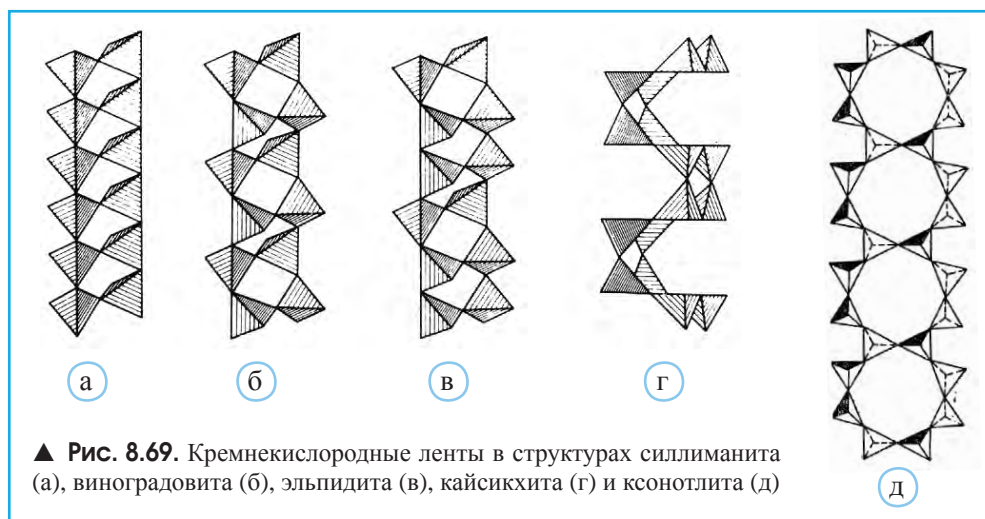 а
б
в
г
д
▲ Рис. 8.69. Кремнекислородные ленты в структурах силлиманита
(а), виноградовита (б), эльпидита (в), кайсикхита (г) и ксонотлита (д)